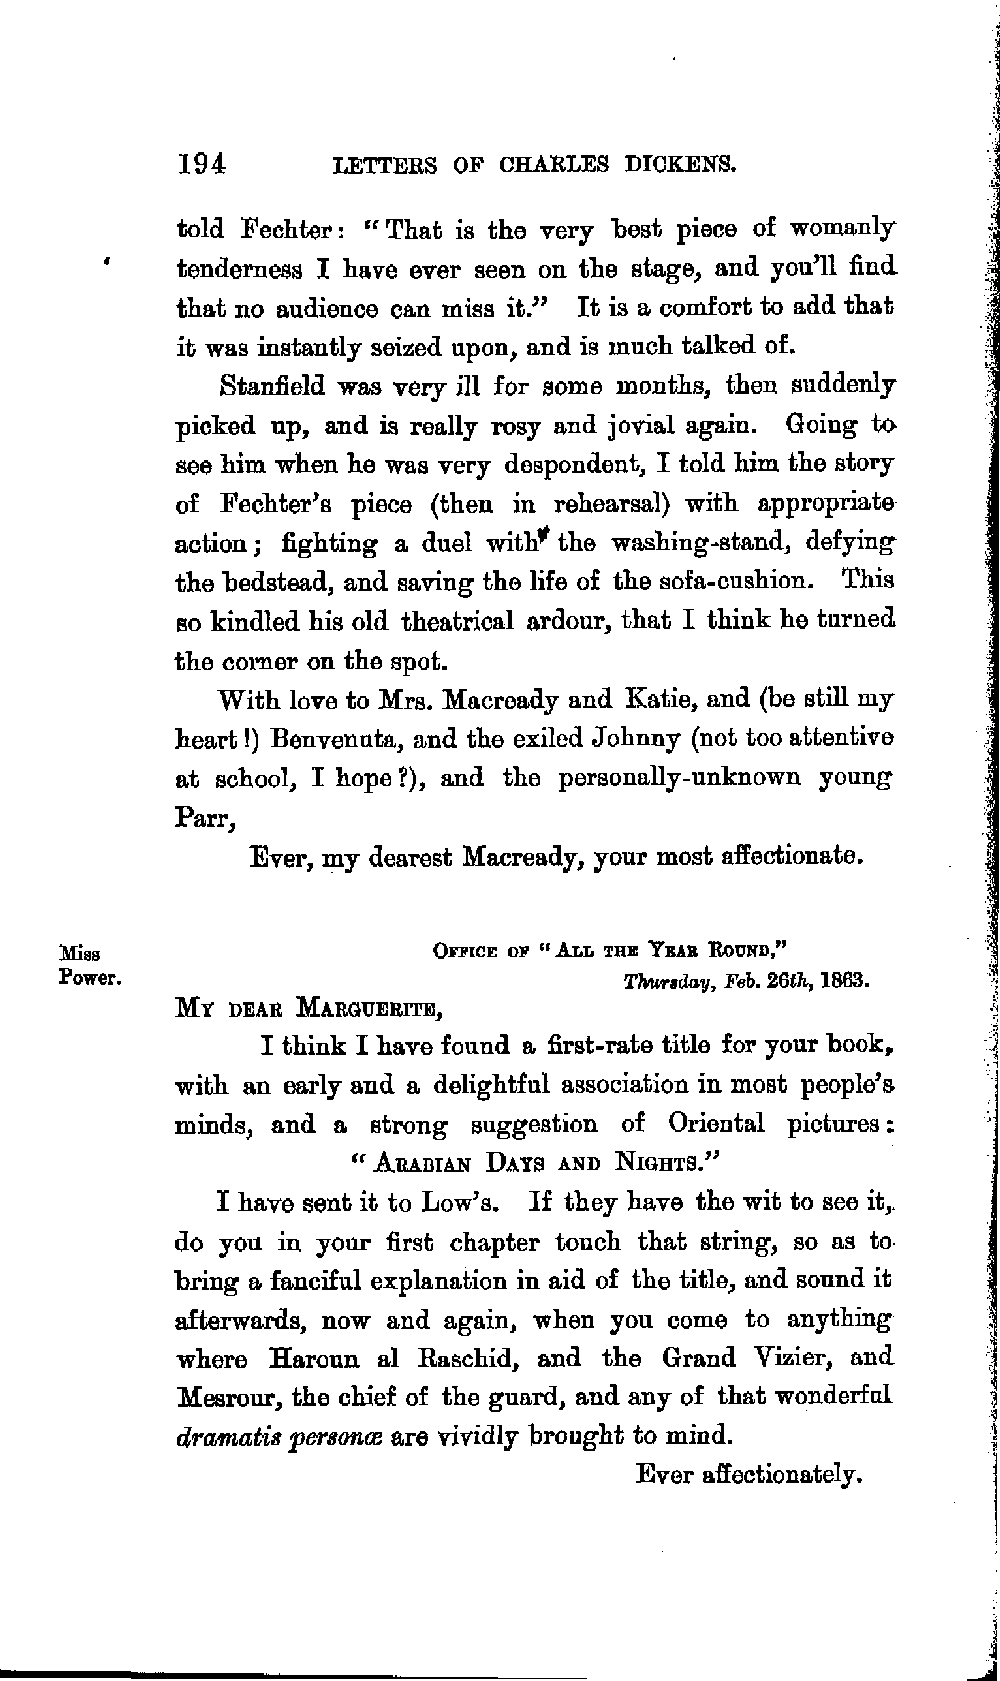 194 LETTERS OF CHARLES DICKENS.
told Fechter: "That is the very best piece of womanly
tenderness I have ever seen on the stage, and you'll find
that no audience can miss it." It is a comfort to add that
it was instantly seized upon, and is much talked of.
Stanfield was very ill for some months, then suddenly
picked up, and is really rosy and jovial again. Going to
see him when he was very despondent, I told him the story
of Fechter's piece (then in rehearsal) with appropriate
action; fighting a duel with the washing-stand, defying
the bedstead, and saving the life of the sofa-cushion. This
so kindled his old theatrical ardour, that I think he turned
the corner on the spot.
With love to Mrs. Macready and Katie, and (be still my
heart!) Benvenuta, and the exiled Johnny (not too attentive
at school, I hope?), and the personally-unknown young
Parr,
Ever, my dearest Macready, your most affectionate.
Miss
Power.
OFFICE OF "ALL THE YEAR ROUND,"
Thursday, Feb. 26th, 1863.
MY DEAR MARGUERITE,
I think I have found a first-rate title for your book,
with an early and a delightful association in most people's
minds, and a strong suggestion of Oriental pictures:
"ARABIAN DAYS AND NIGHTS."
I have sent it to Low's. If they have the wit to see it,
do you in your first chapter touch that string, so as to
bring a fanciful explanation in aid of the title, and sound it
afterwards, now and again, when you come to anything
where Haroun al Raschid, and the Grand Vizier, and
Mesrour, the chief of the guard, and any of that wonderful
dramatis personæ are vividly brought to mind.
Ever affectionately.